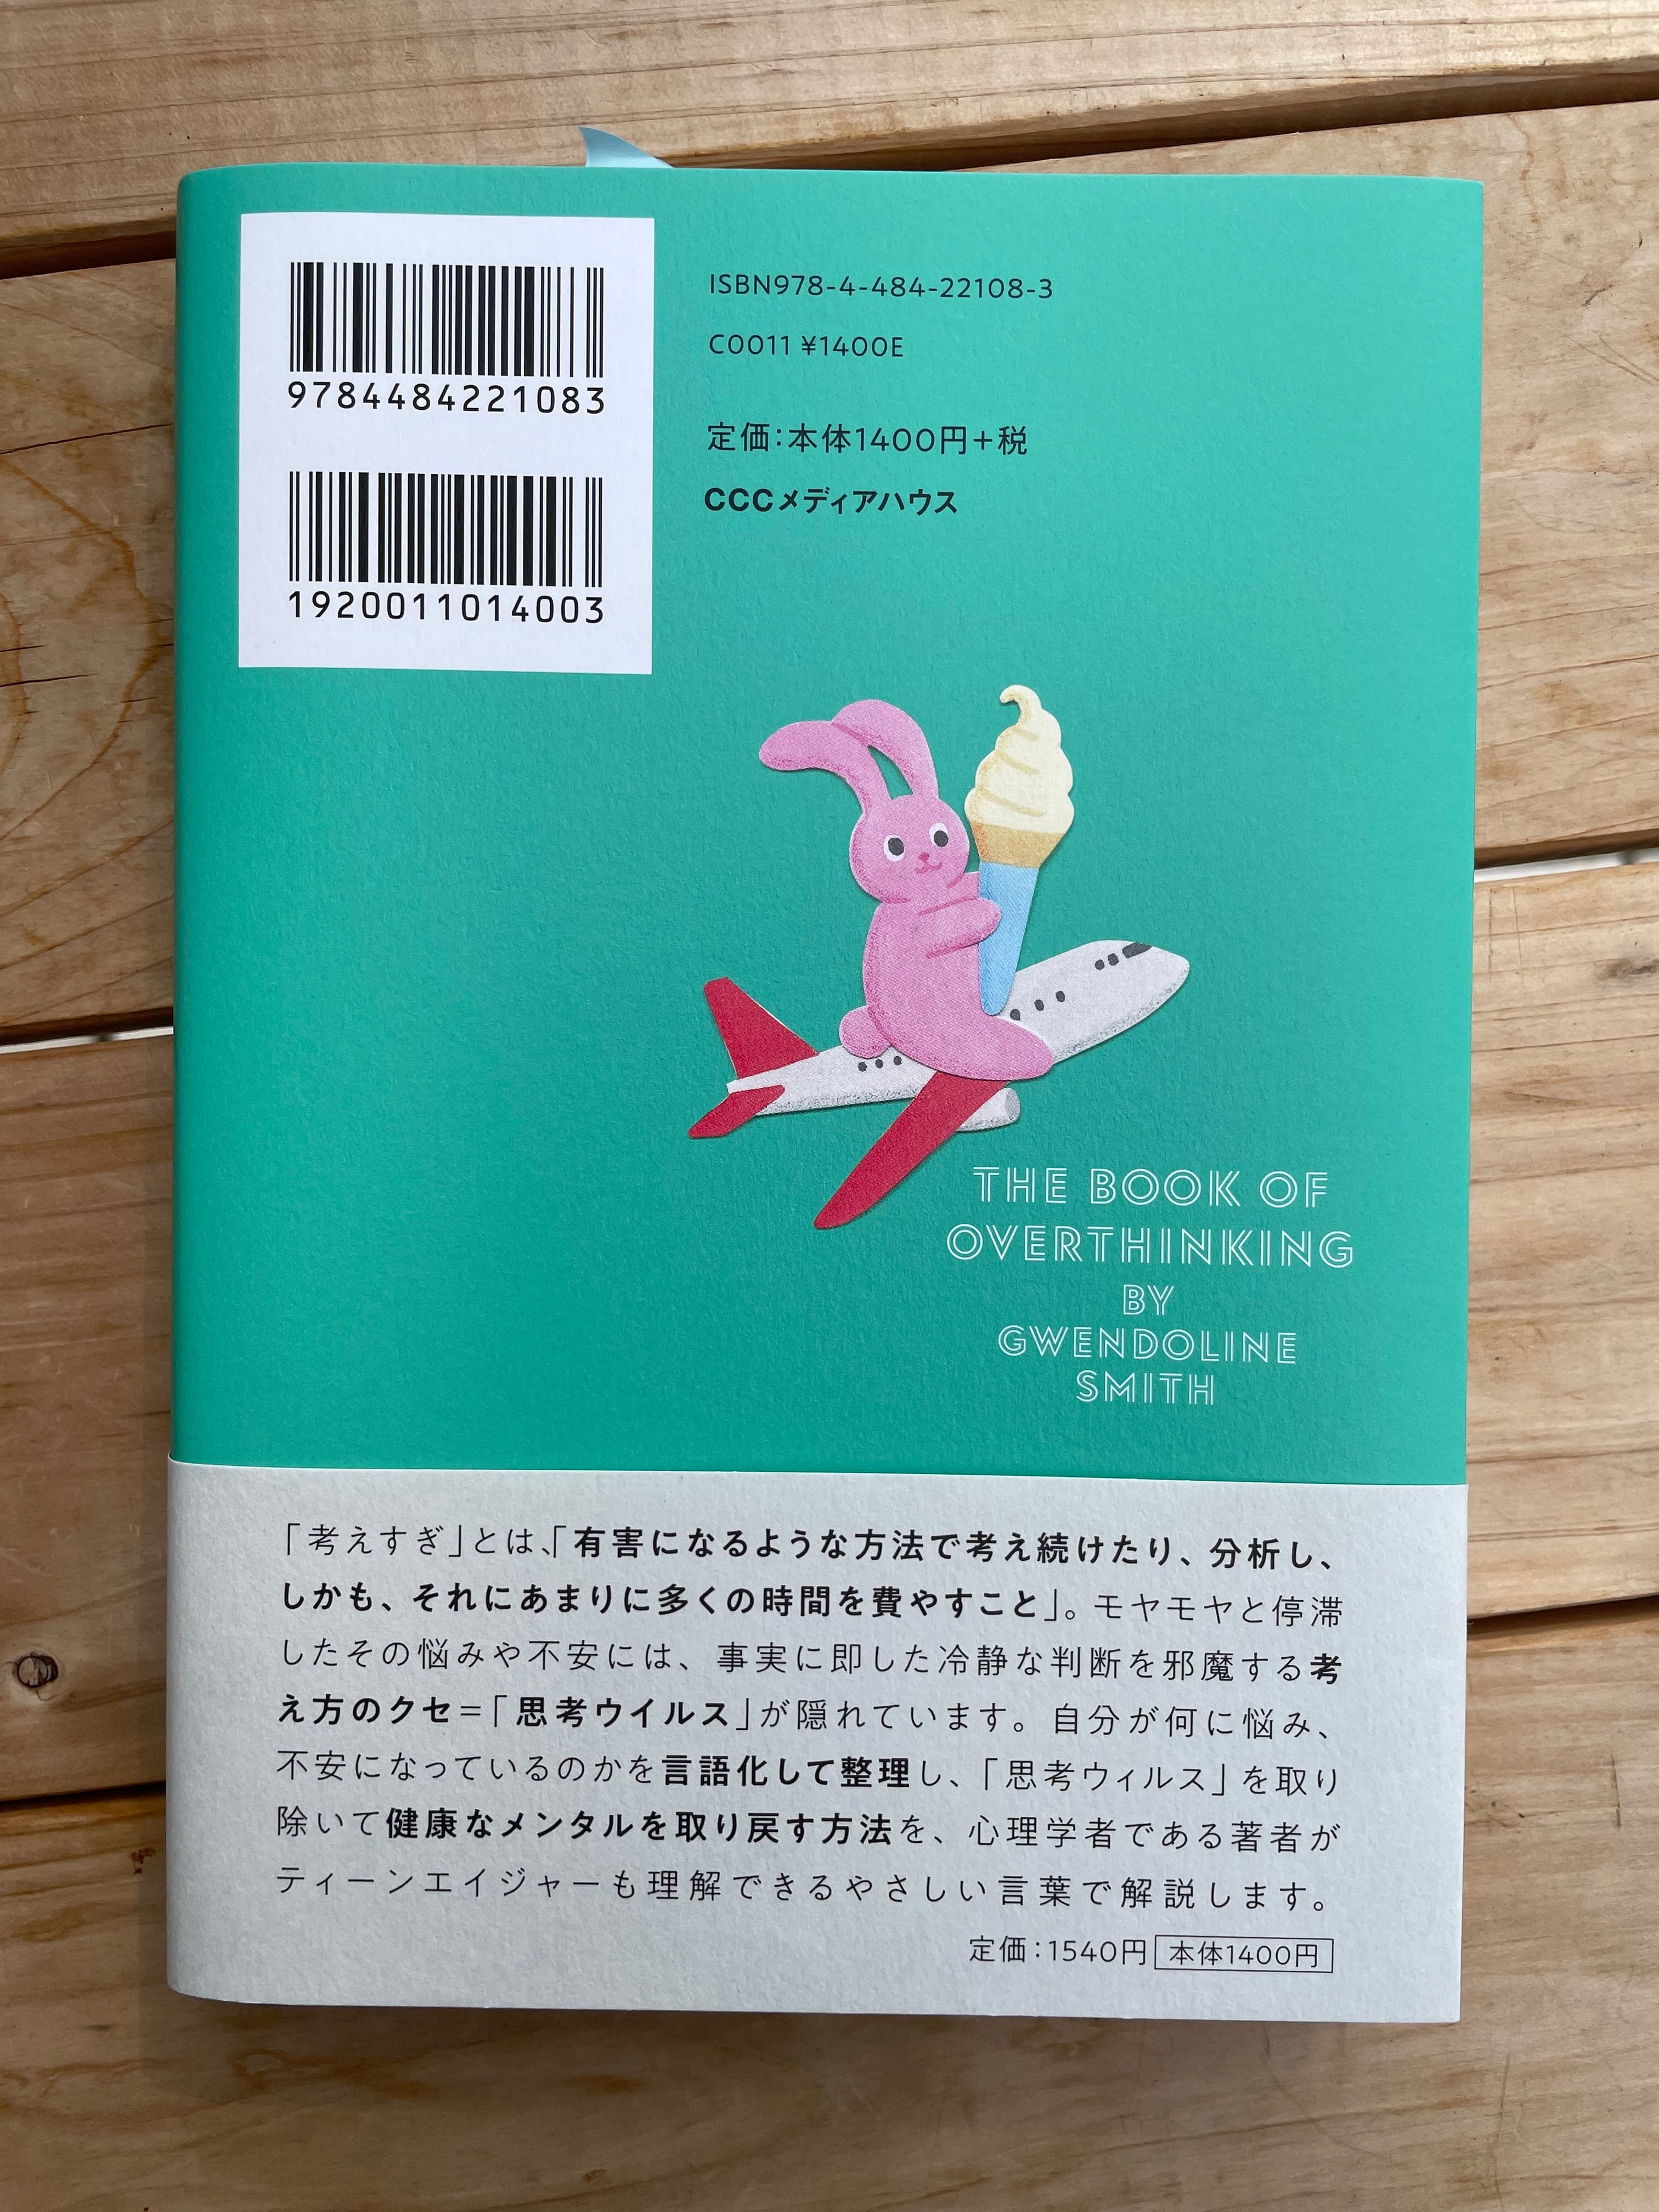 9784484221083
1920011014003
ISBN978-4-484-22108-3
C0011 ¥1400E
定価:本体1400円+税
CCCメディアハウス
THE BOOK OF
OVERTHINKING
BY
GWENDOLINE
SMITH
「考えすぎ」とは、「有害になるような方法で考え続けたり、分析し、
しかも、それにあまりに多くの時間を費やすこと」。モヤモヤと停滞
したその悩みや不安には、事実に即した冷静な判断を邪魔する考
え方のクセ=「思考ウイルス」が隠れています。自分が何に悩み、
不安になっているのかを言語化して整理し、「思考ウィルス」を取り
除いて健康なメンタルを取り戻す方法を、心理学者である著者が
ティーンエイジャーも理解できるやさしい言葉で解説します。
定価:1540円 本体1400円